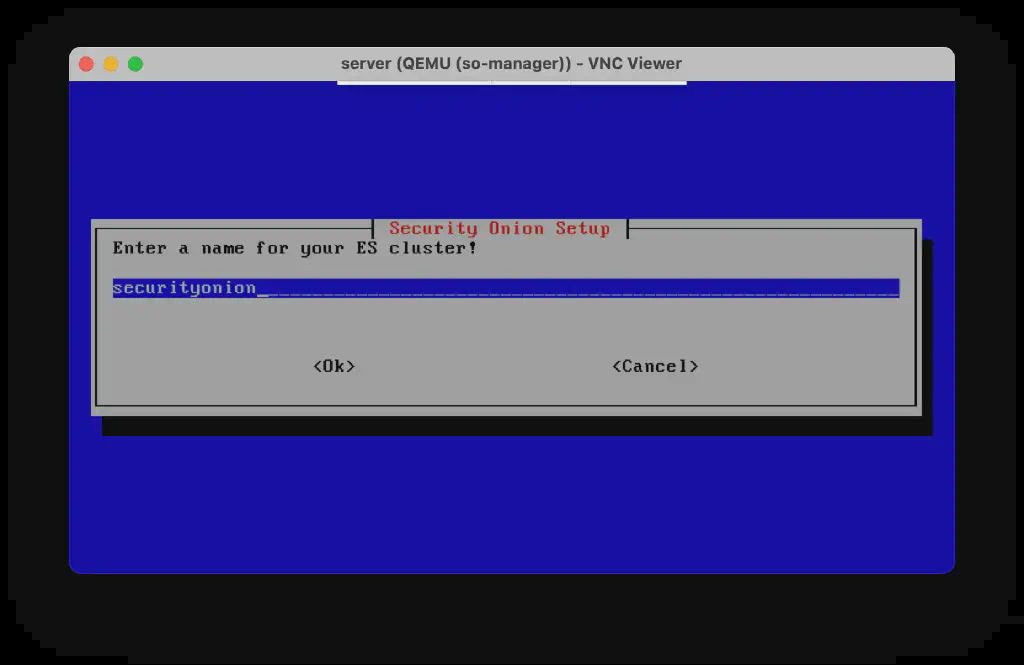 server (QEMU (so-manager)) - VNC Viewer
Security Onion Setup
Enter a name for your ES cluster!
securityonion
<Ok> <Cancel>